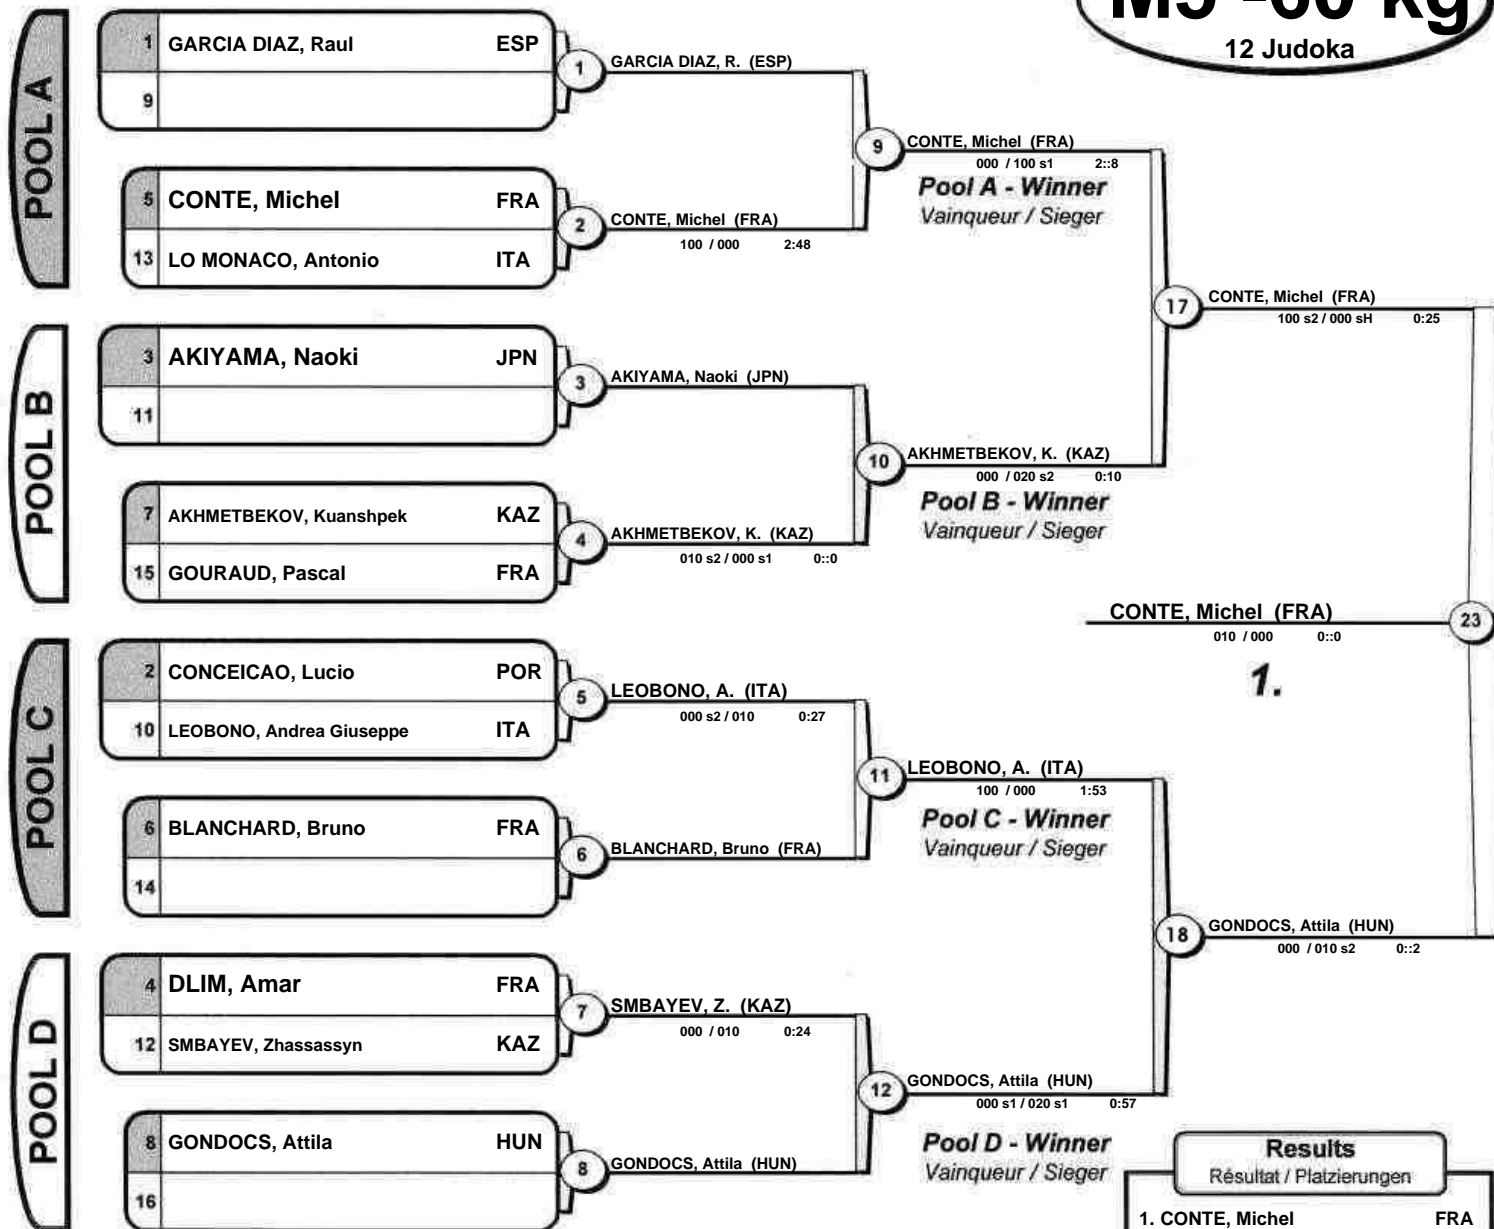 M5 -60 kg
12 Judoka
POOL A
1 GARCIA DIAZ, Raul ESP
9
5 CONTE, Michel FRA
13 LO MONACO, Antonio ITA
POOL B
3 AKIYAMA, Naoki JPN
11
7 AKHMETBEKOV, Kuanshpek KAZ
15 GOURAUD, Pascal FRA
POOL C
2 CONCEICAO, Lucio POR
10 LEOBONO, Andrea Giuseppe ITA
6 BLANCHARD, Bruno FRA
14
POOL D
4 DLIM, Amar FRA
12 SMBAYEV, Zhassassyn KAZ
8 GONDOCS, Attila HUN
16
1 GARCIA DIAZ, R. (ESP)
2 CONTE, Michel (FRA)
100 / 000 2:48
3 AKIYAMA, Naoki (JPN)
4 AKHMETBEKOV, K. (KAZ)
010 s2 / 000 s1 0::0
5 LEOBONO, A. (ITA)
000 s2 / 010 0:27
6 BLANCHARD, Bruno (FRA)
7 SMBAYEV, Z. (KAZ)
000 / 010 0:24
8 GONDOCS, Attila (HUN)
9 CONTE, Michel (FRA)
000 / 100 s1 2::8
Pool A - Winner
Vainqueur / Sieger
10 AKHMETBEKOV, K. (KAZ)
000 / 020 s2 0:10
Pool B - Winner
Vainqueur / Sieger
11 LEOBONO, A. (ITA)
100 / 000 1:53
Pool C - Winner
Vainqueur / Sieger
12 GONDOCS, Attila (HUN)
000 s1 / 020 s1 0:57
Pool D - Winner
Vainqueur / Sieger
17 CONTE, Michel (FRA)
100 s2 / 000 sH 0:25
18 GONDOCS, Attila (HUN)
000 / 010 s2 0::2
CONTE, Michel (FRA) 23
010 / 000 0::0
1.
Results
Résultat / Platzierungen
1. CONTE, Michel FRA